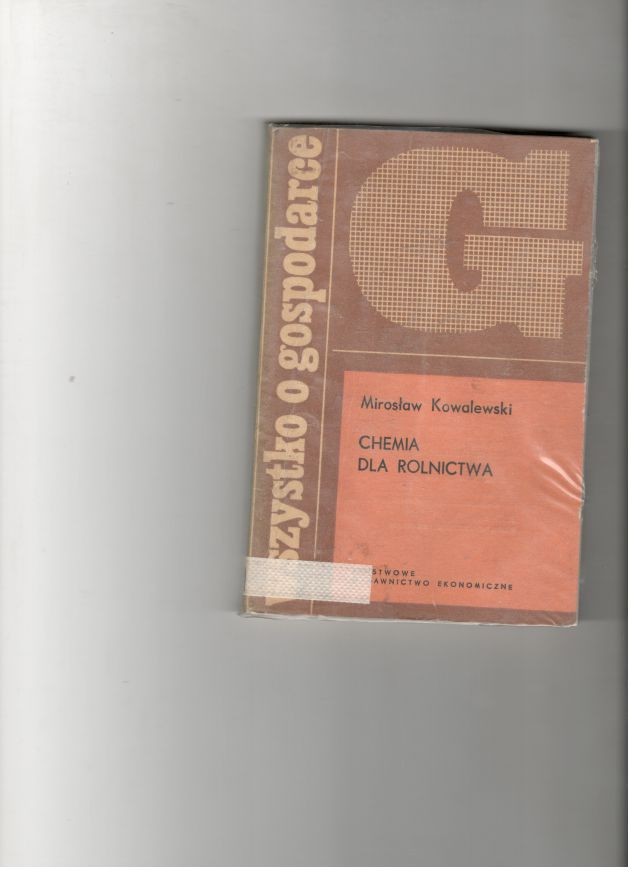 szystko o gospodarce
G
Mirosław Kowalewski
CHEMIA
DLA ROLNICTWA
STWOWE
AWNICTWO EKONOMICZNE